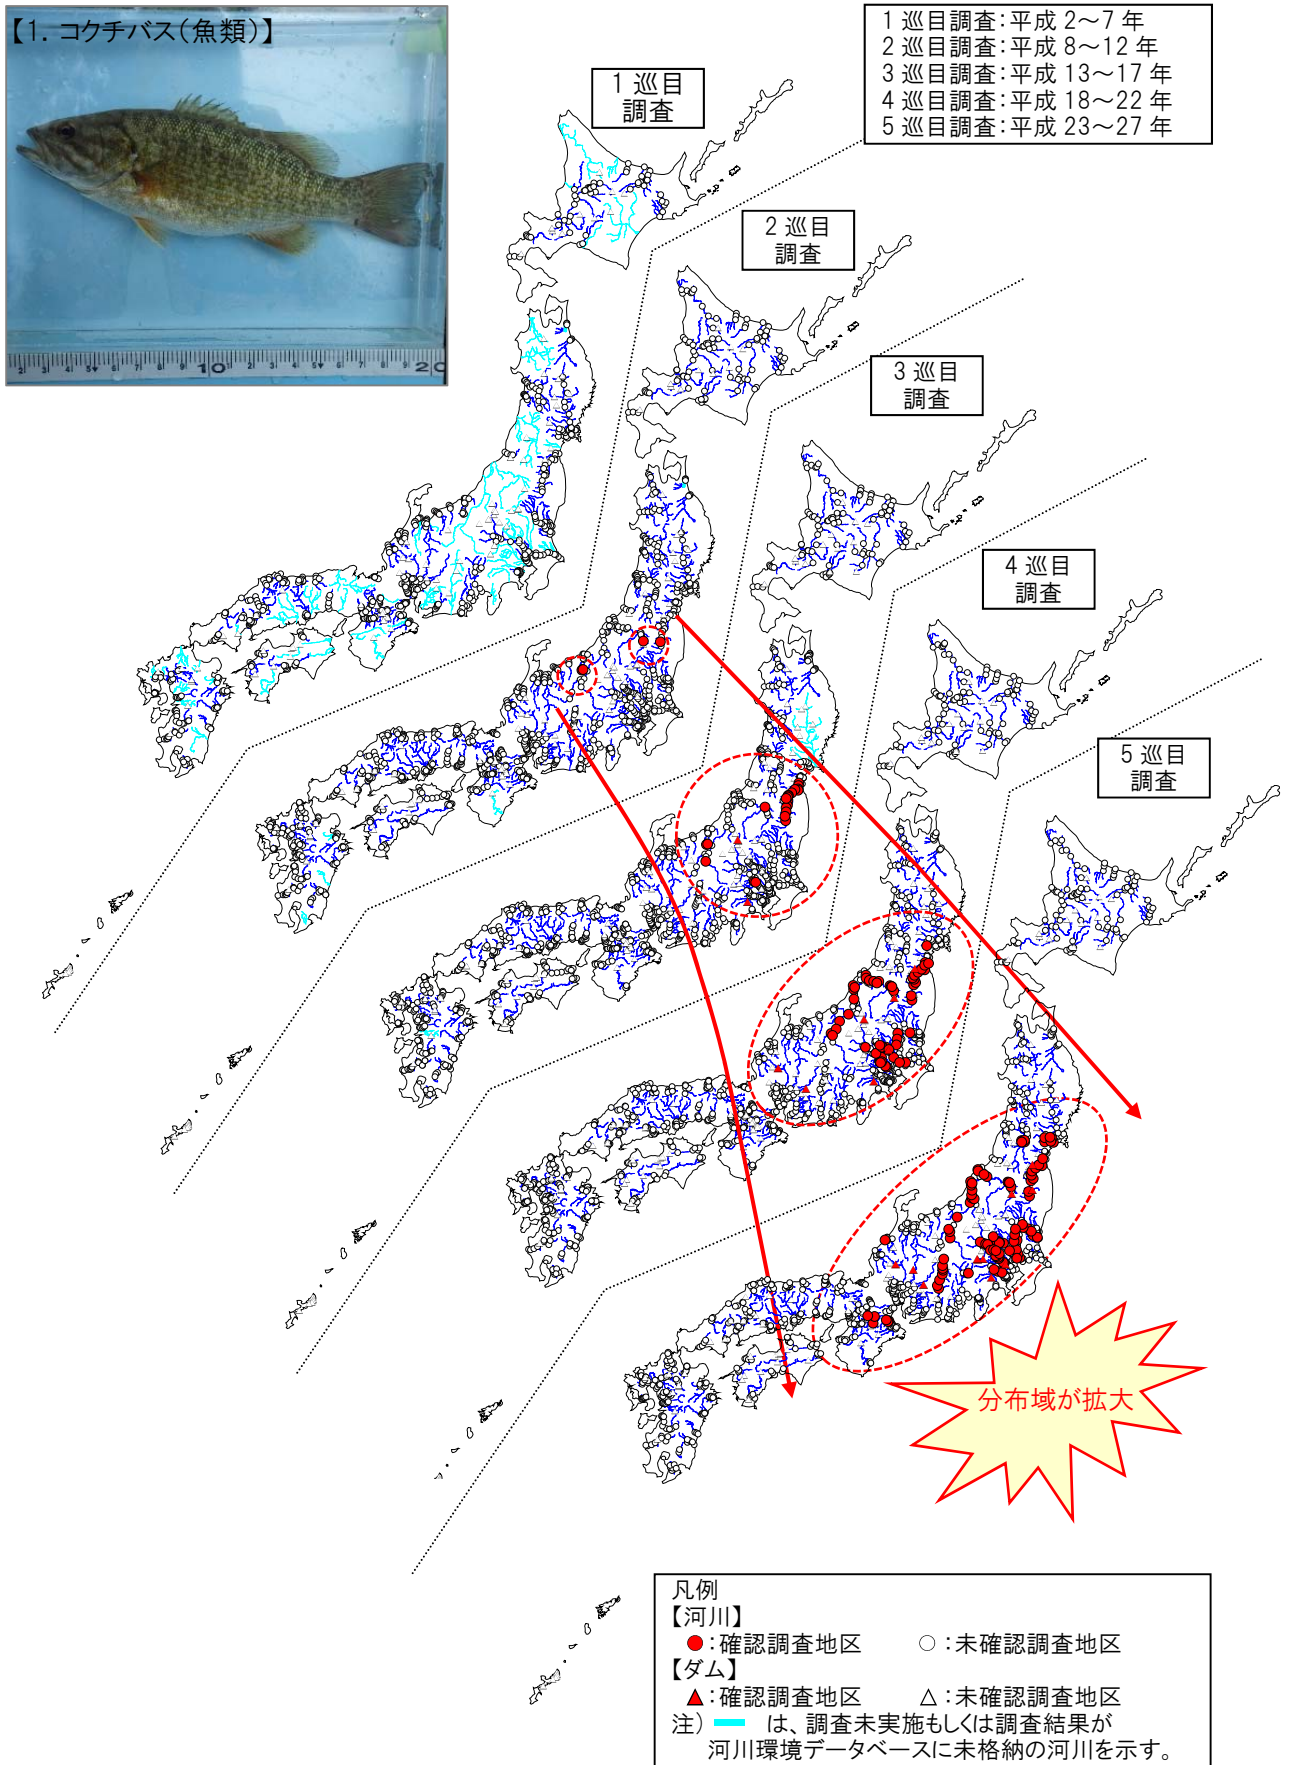 【1. コクチバス(魚類)】
1 巡目調査:平成 2～7 年
2 巡目調査:平成 8～12 年
3 巡目調査:平成 13～17 年
4 巡目調査:平成 18～22 年
5 巡目調査:平成 23～27 年
1 巡目
調査
2 巡目
調査
3 巡目
調査
4 巡目
調査
5 巡目
調査
分布域が拡大
凡例
【河川】
●:確認調査地区 ○:未確認調査地区
【ダム】
▲:確認調査地区 △:未確認調査地区
注) は、調査未実施もしくは調査結果が
河川環境データベースに未格納の河川を示す。